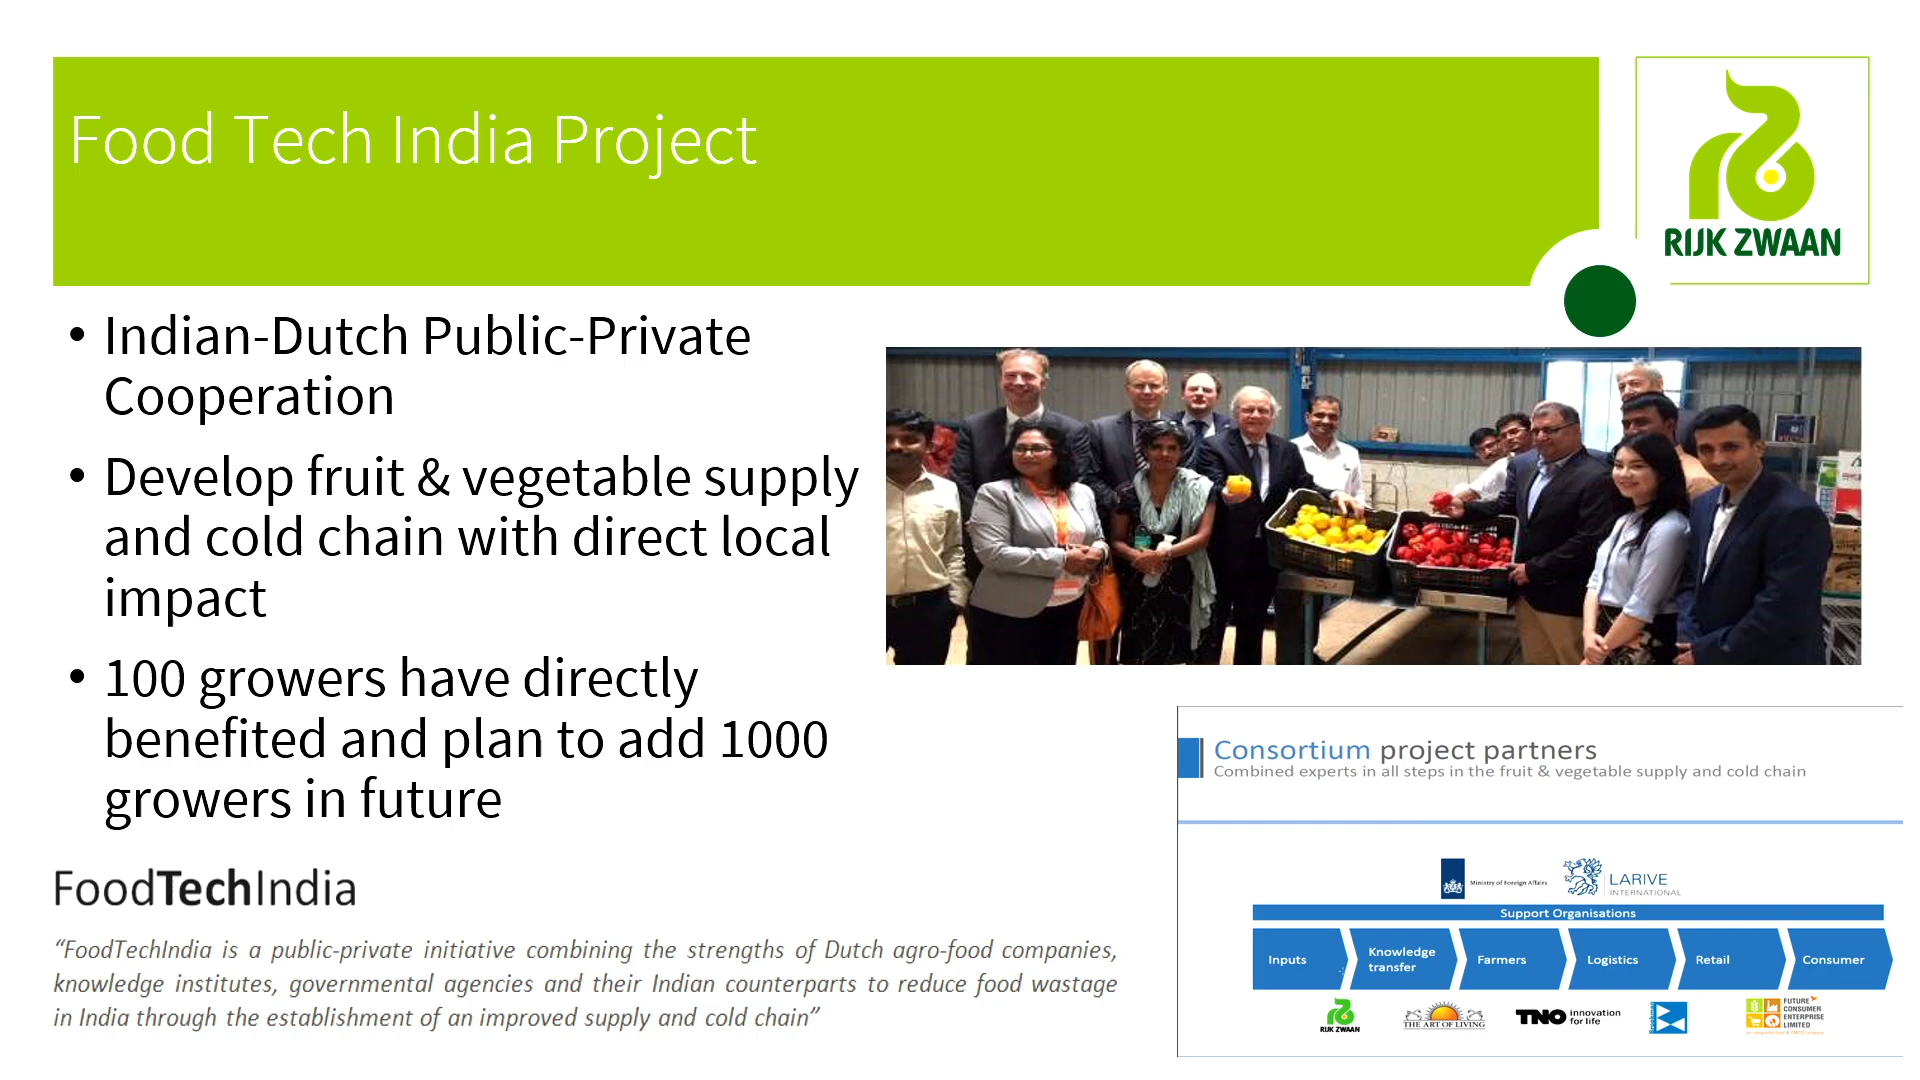 Food Tech India Project
RIJK ZWAAN
• Indian-Dutch Public-Private
Cooperation
• Develop fruit & vegetable supply
and cold chain with direct local
impact
• 100 growers have directly
benefited and plan to add 1000
growers in future
FoodTechIndia
“FoodTechIndia is a public-private initiative combining the strengths of Dutch agro-food companies,
knowledge institutes, governmental agencies and their Indian counterparts to reduce food wastage
in India through the establishment of an improved supply and cold chain”
Consortium project partners
Combined experts in all steps in the fruit & vegetable supply and cold chain
Ministry of Foreign Affairs
LARIVE
INTERNATIONAL
Support Organisations
Inputs
Knowledge
transfer
Farmers
Logistics
Retail
Consumer
RIJK ZWAAN
THE ART OF LIVING
TNO innovation
for life
FUTURE
CONSUMER
ENTERPRISE
LIMITED